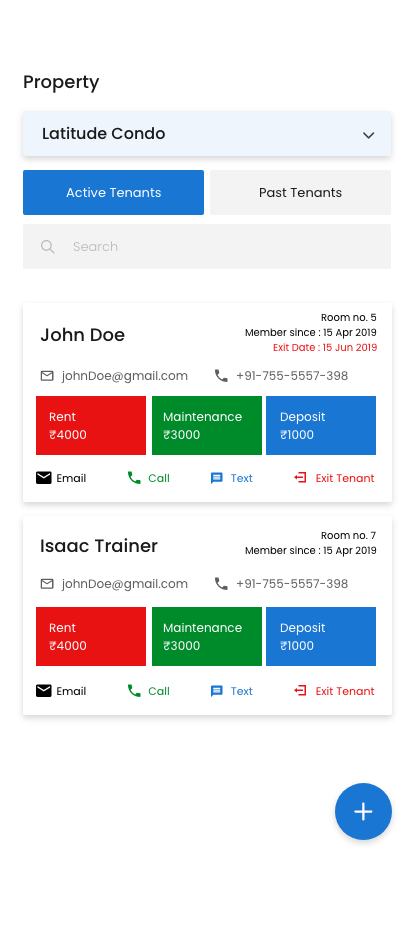 Property
Latitude Condo
Active Tenants
Past Tenants
Search
John Doe
Room no. 5
Member since : 15 Apr 2019
Exit Date : 15 Jun 2019
johnDoe@gmail.com
+91-755-5557-398
Rent
₹4000
Maintenance
₹3000
Deposit
₹1000
Email
Call
Text
Exit Tenant
Isaac Trainer
Room no. 7
Member since : 15 Apr 2019
johnDoe@gmail.com
+91-755-5557-398
Rent
₹4000
Maintenance
₹3000
Deposit
₹1000
Email
Call
Text
Exit Tenant